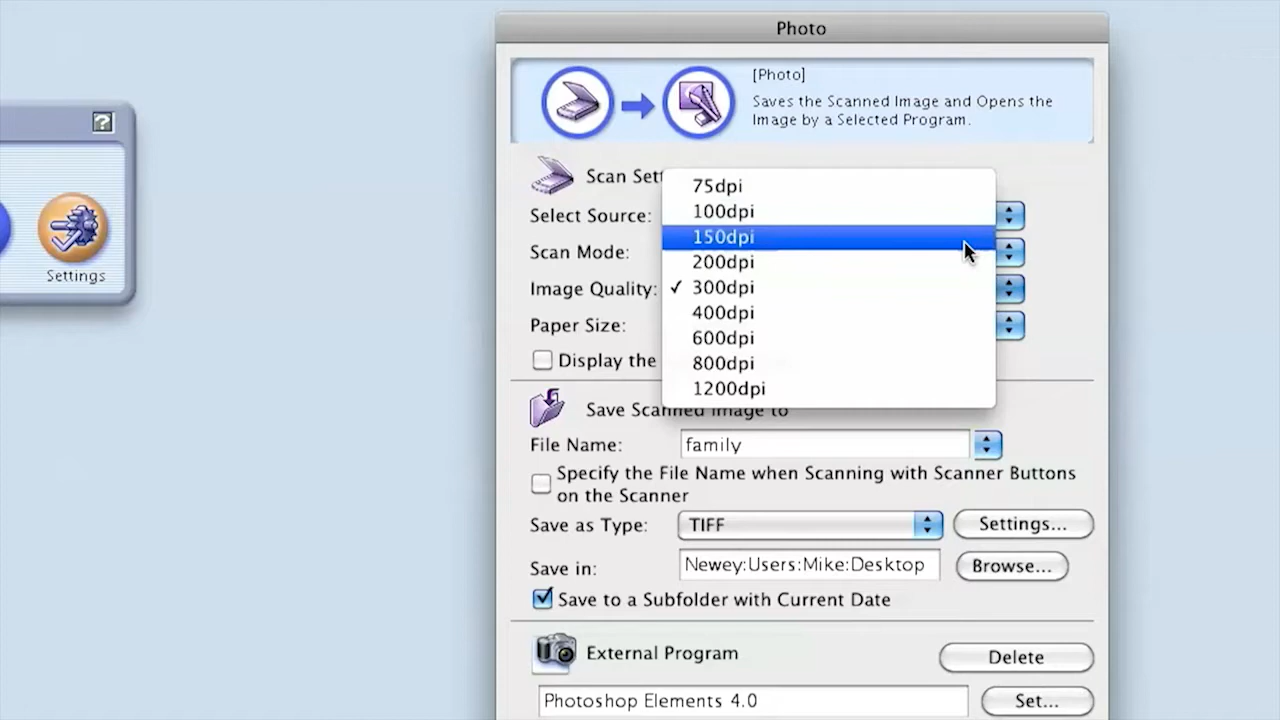 Photo
?
[Photo]
Saves the Scanned Image and Opens the
Image by a Selected Program.
Settings
Scan
Select Source:
75dpi
100dpi
150dpi
Scan Mode:
200dpi
Image Quality:
✓ 300dpi
400dpi
Paper Size:
600dpi
Display the
800dpi
1200dpi
Save Scanned Image to
File Name: family
Specify the File Name when Scanning with Scanner Buttons
on the Scanner
Save as Type: TIFF Settings...
Save in: Newey:Users:Mike:Desktop Browse...
Save to a Subfolder with Current Date
External Program Delete
Photoshop Elements 4.0 Set...